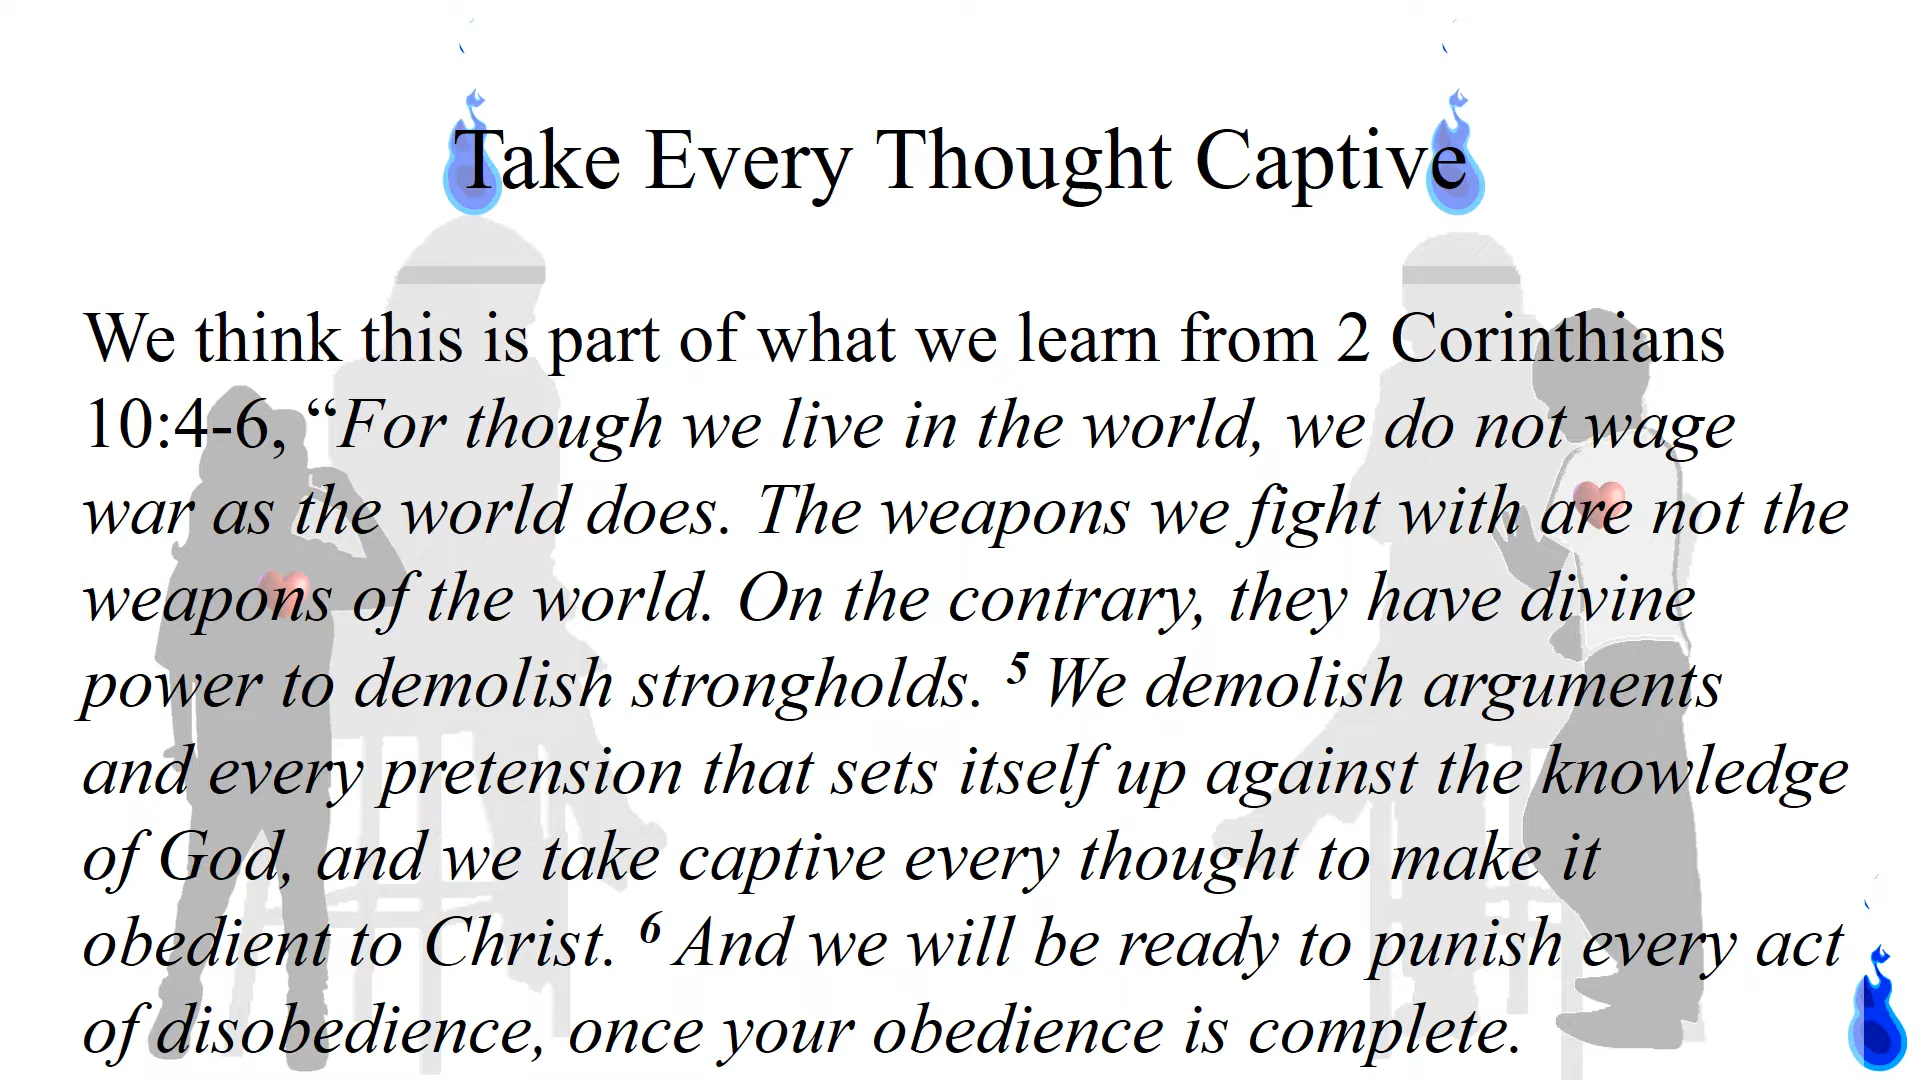 Take Every Thought Captive
We think this is part of what we learn from 2 Corinthians
10:4-6, “For though we live in the world, we do not wage
war as the world does. The weapons we fight with are not the
weapons of the world. On the contrary, they have divine
power to demolish strongholds. 5 We demolish arguments
and every pretension that sets itself up against the knowledge
of God, and we take captive every thought to make it
obedient to Christ. 6 And we will be ready to punish every act
of disobedience, once your obedience is complete.